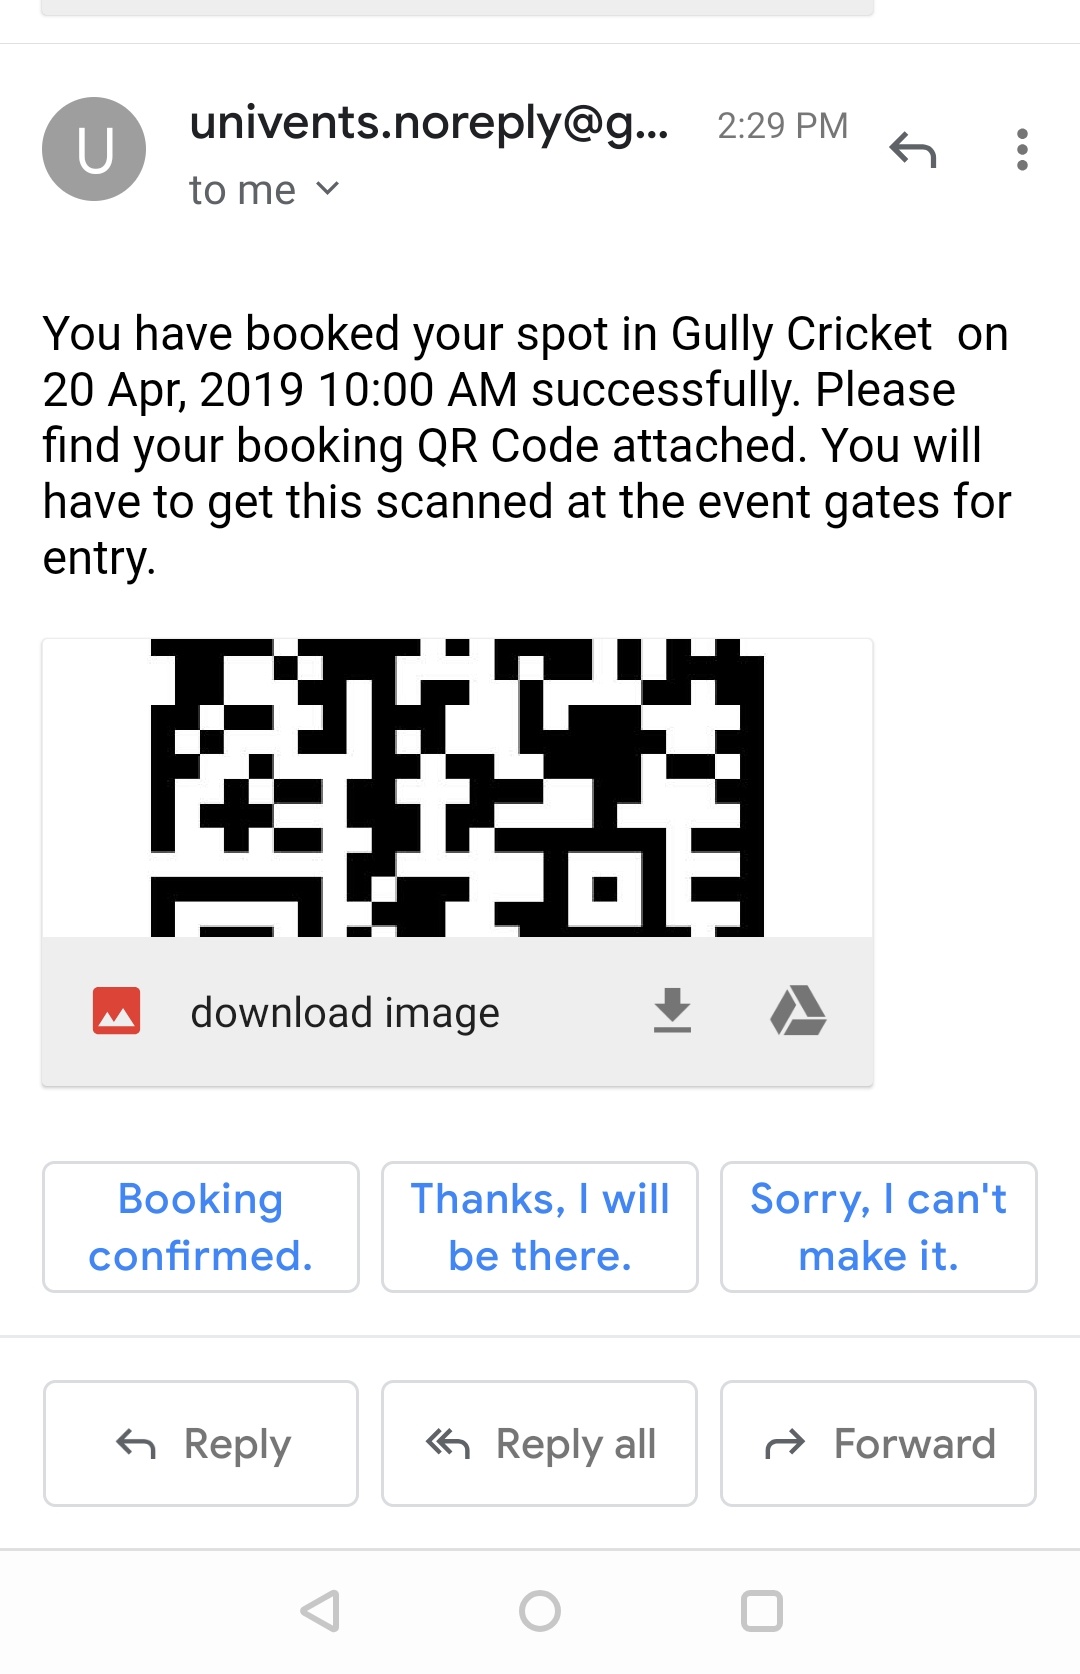 U
univents.noreply@g... 2:29 PM
to me
You have booked your spot in Gully Cricket  on
20 Apr, 2019 10:00 AM successfully. Please
find your booking QR Code attached. You will
have to get this scanned at the event gates for
entry.
download image
Booking
confirmed.
Thanks, I will
be there.
Sorry, I can't
make it.
Reply
Reply all
Forward